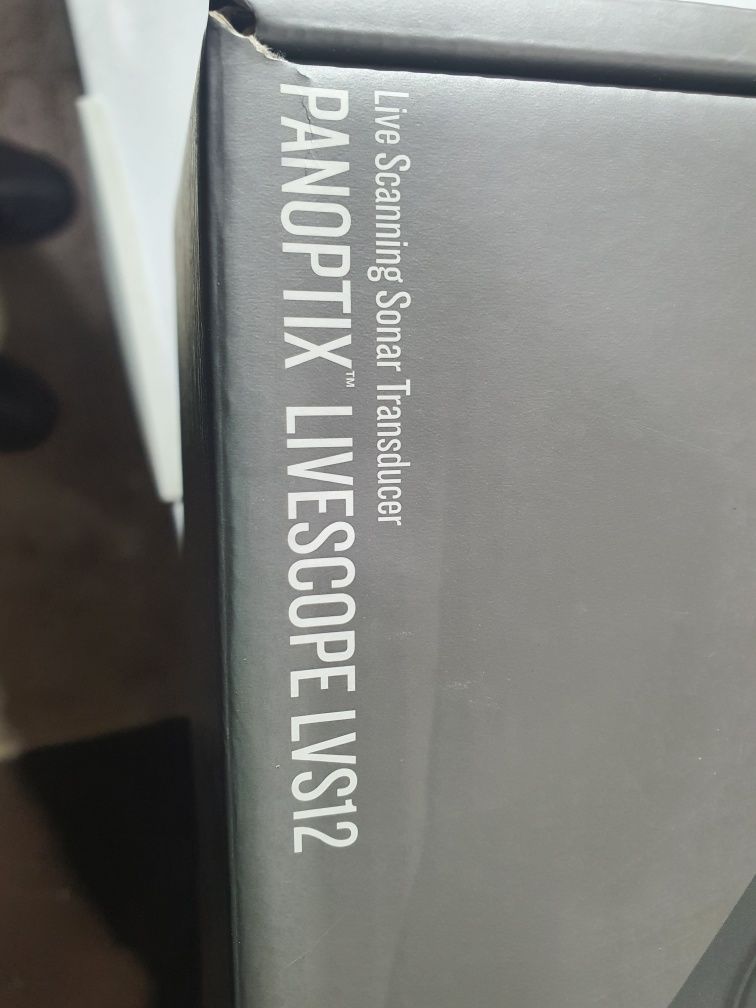 Live Scanning Sonar Transducer
PANOPTIX™ LIVESCOPE LVS12